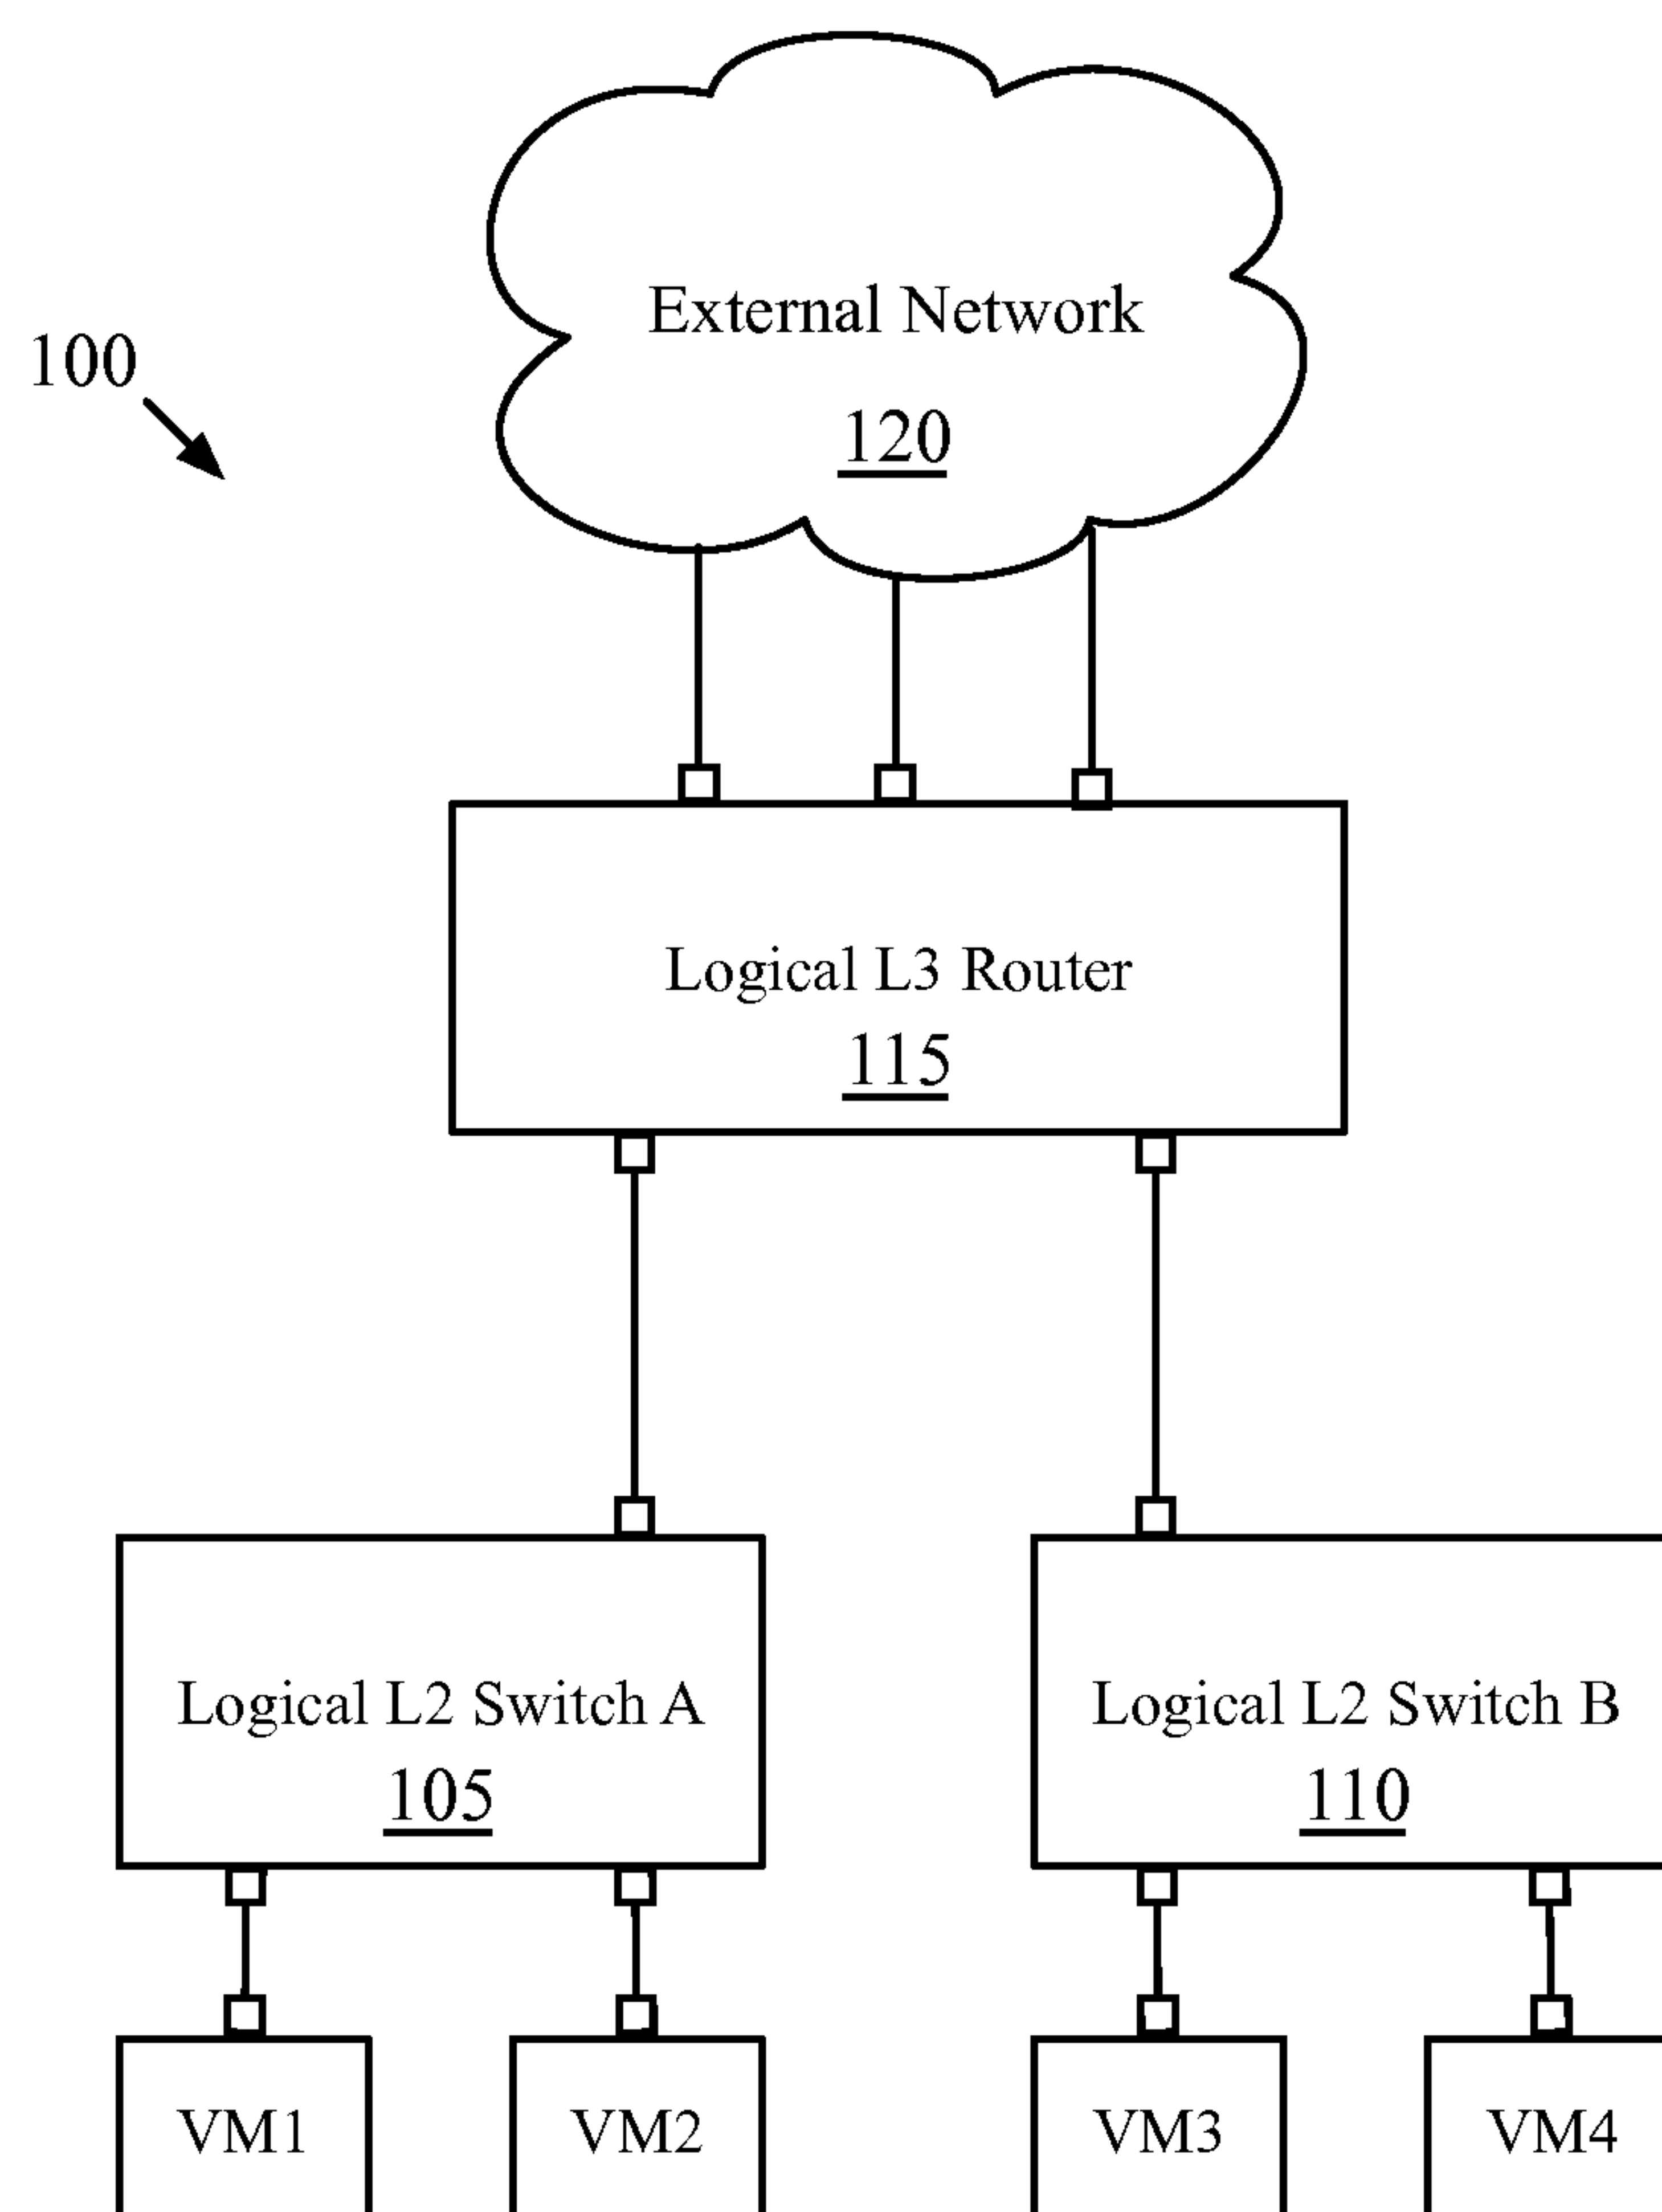 External Network
100
120
Logical L3 Router
115
Logical L2 Switch A
Logical L2 Switch B
105
110
VM1
VM2
VM3
VM4